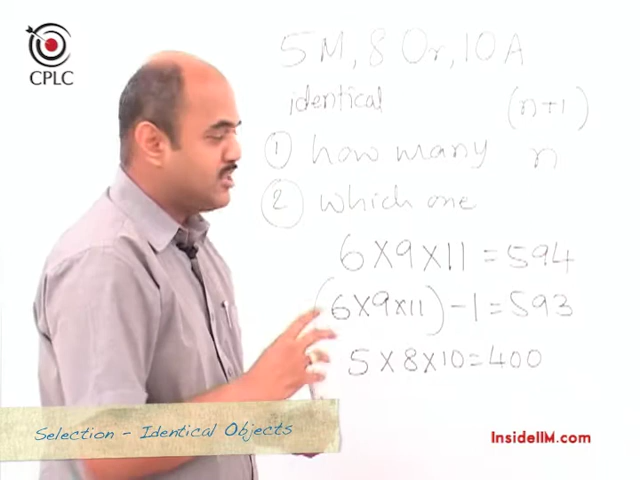 CPLC
5 M, 8 Or, 10 A
identical (n+1)
① how many n
② which one
6×9×11 = 594
(6×9×11) -1 = 593
5×8×10 = 400
Selection - Identical Objects
InsideIIM.com